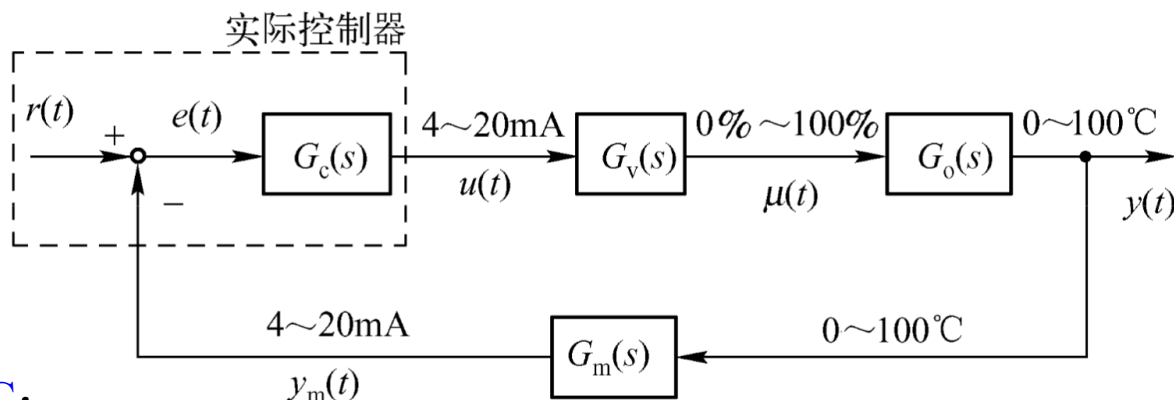 实际控制器
r(t)
+
e(t)
G_c(s)
4～20mA
u(t)
G_v(s)
0%～100%
μ(t)
G_o(s)
0～100℃
y(t)
−
4～20mA
y_m(t)
G_m(s)
0～100℃